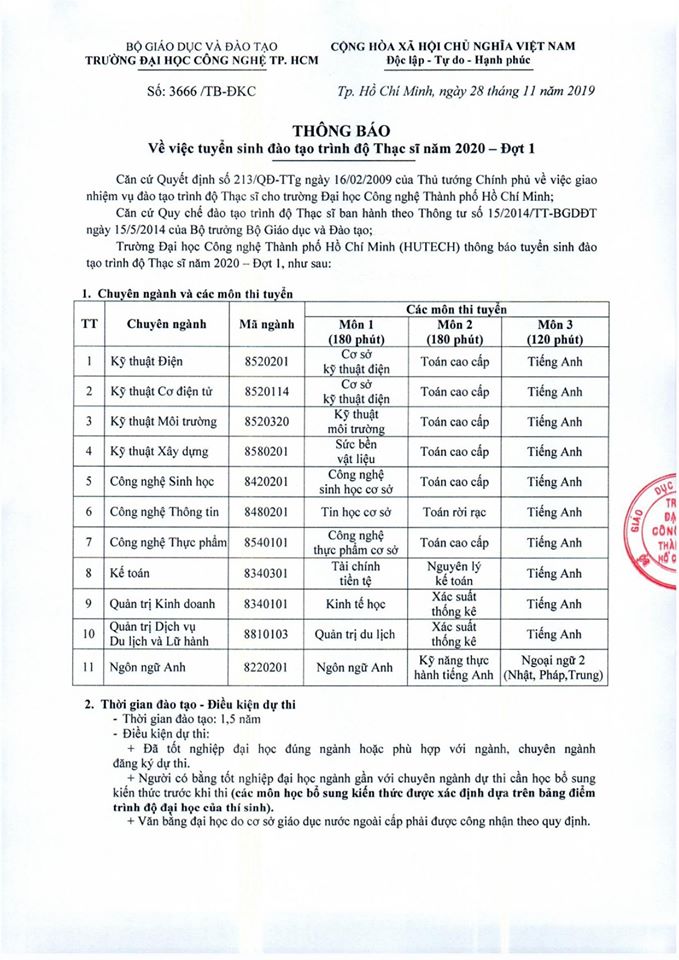 BỘ GIÁO DỤC VÀ ĐÀO TẠO
TRƯỜNG ĐẠI HỌC CÔNG NGHỆ TP. HCM
CỘNG HÒA XÃ HỘI CHỦ NGHĨA VIỆT NAM
Độc lập - Tự do - Hạnh phúc
Số: 3666 /TB-ĐKC
Tp. Hồ Chí Minh, ngày 28 tháng 11 năm 2019
THÔNG BÁO
Về việc tuyển sinh đào tạo trình độ Thạc sĩ năm 2020 – Đợt 1
Căn cứ Quyết định số 213/QĐ-TTg ngày 16/02/2009 của Thủ tướng Chính phủ về việc giao
nhiệm vụ đào tạo trình độ Thạc sĩ cho trường Đại học Công nghệ Thành phố Hồ Chí Minh;
Căn cứ Quy chế đào tạo trình độ Thạc sĩ ban hành theo Thông tư số 15/2014/TT-BGDĐT
ngày 15/5/2014 của Bộ trưởng Bộ Giáo dục và Đào tạo;
Trường Đại học Công nghệ Thành phố Hồ Chí Minh (HUTECH) thông báo tuyển sinh đào
tạo trình độ Thạc sĩ năm 2020 – Đợt 1, như sau:
1. Chuyên ngành và các môn thi tuyển
TT Chuyên ngành Mã ngành Các môn thi tuyển
Môn 1 (180 phút) Môn 2 (180 phút) Môn 3 (120 phút)
1 Kỹ thuật Điện 8520201 Cơ sở kỹ thuật điện Toán cao cấp Tiếng Anh
2 Kỹ thuật Cơ điện tử 8520114 Cơ sở kỹ thuật điện Toán cao cấp Tiếng Anh
3 Kỹ thuật Môi trường 8520320 Kỹ thuật môi trường Toán cao cấp Tiếng Anh
4 Kỹ thuật Xây dựng 8580201 Sức bền vật liệu Toán cao cấp Tiếng Anh
5 Công nghệ Sinh học 8420201 Công nghệ sinh học cơ sở Toán cao cấp Tiếng Anh
6 Công nghệ Thông tin 8480201 Tin học cơ sở Toán rời rạc Tiếng Anh
7 Công nghệ Thực phẩm 8540101 Công nghệ thực phẩm cơ sở Toán cao cấp Tiếng Anh
8 Kế toán 8340301 Tài chính tiền tệ Nguyên lý kế toán Tiếng Anh
9 Quản trị Kinh doanh 8340101 Kinh tế học Xác suất thống kê Tiếng Anh
10 Quản trị Dịch vụ Du lịch và Lữ hành 8810103 Quản trị du lịch Xác suất thống kê Tiếng Anh
11 Ngôn ngữ Anh 8220201 Ngôn ngữ Anh Kỹ năng thực hành tiếng Anh Ngoại ngữ 2 (Nhật, Pháp,Trung)
2. Thời gian đào tạo - Điều kiện dự thi
- Thời gian đào tạo: 1,5 năm
- Điều kiện dự thi:
+ Đã tốt nghiệp đại học đúng ngành hoặc phù hợp với ngành, chuyên ngành
đăng ký dự thi.
+ Người có bằng tốt nghiệp đại học ngành gần với chuyên ngành dự thi cần học bổ sung
kiến thức trước khi thi (các môn học bổ sung kiến thức được xác định dựa trên bảng điểm
trình độ đại học của thí sinh).
+ Văn bằng đại học do cơ sở giáo dục nước ngoài cấp phải được công nhận theo quy định.
GIÁO DỤC